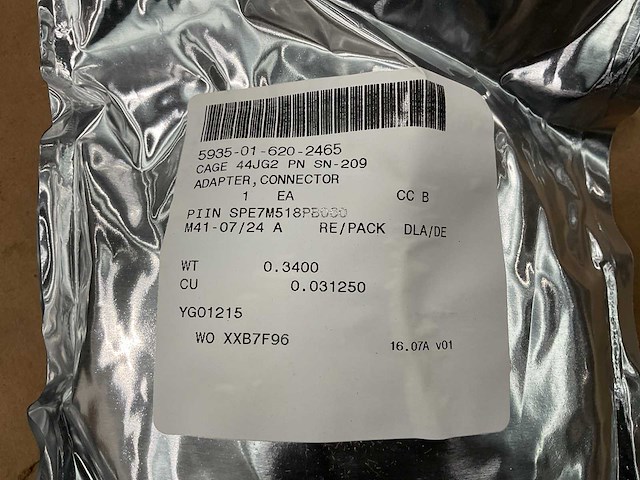 5935-01-620-2465
CAGE 44JG2 PN SN-209
ADAPTER,CONNECTOR
1 EA CC B
PIIN
M41-07/24 A RE/PACK DLA/DE
WT 0.3400
CU 0.031250
YG01215
WO XXB7F96
16.07A v01